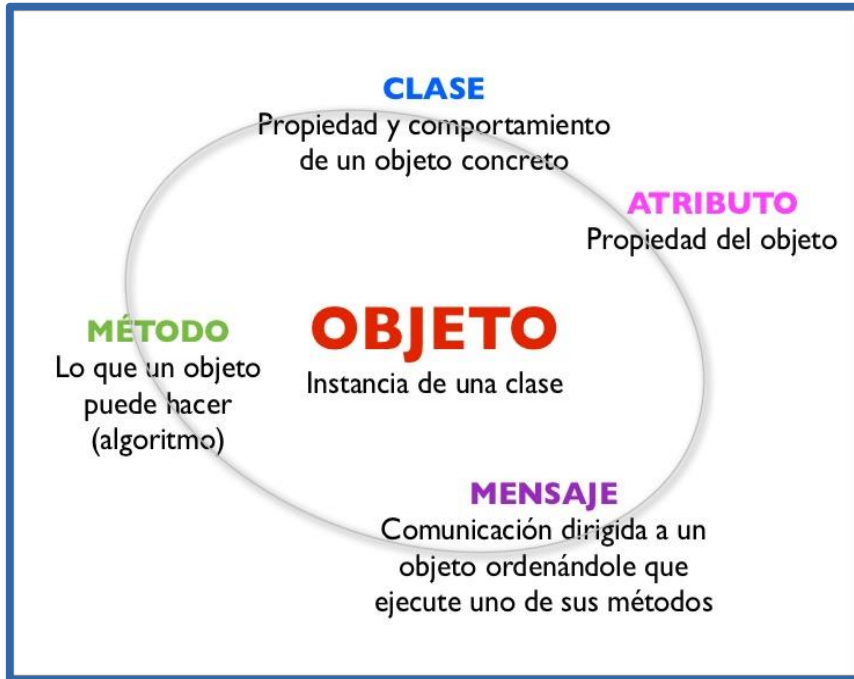 CLASE
Propiedad y comportamiento
de un objeto concreto
ATRIBUTO
Propiedad del objeto
MÉTODO
Lo que un objeto
puede hacer
(algoritmo)
OBJETO
Instancia de una clase
MENSAJE
Comunicación dirigida a un
objeto ordenándole que
ejecute uno de sus métodos